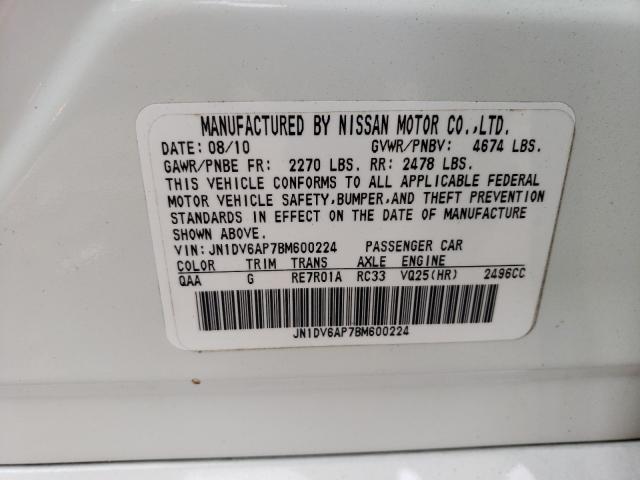 MANUFACTURED BY NISSAN MOTOR CO.,LTD.
DATE: 08/10 GVWR/PNBV: 4674 LBS.
GAWR/PNBE FR: 2270 LBS. RR: 2478 LBS.
THIS VEHICLE CONFORMS TO ALL APPLICABLE FEDERAL
MOTOR VEHICLE SAFETY,BUMPER,AND THEFT PREVENTION
STANDARDS IN EFFECT ON THE DATE OF MANUFACTURE
SHOWN ABOVE.
VIN: JN1DV6AP7BM600224 PASSENGER CAR
COLOR TRIM TRANS AXLE ENGINE
QAA G RE7R01A RC33 VQ25(HR) 2496CC
JN1DV6AP7BM600224